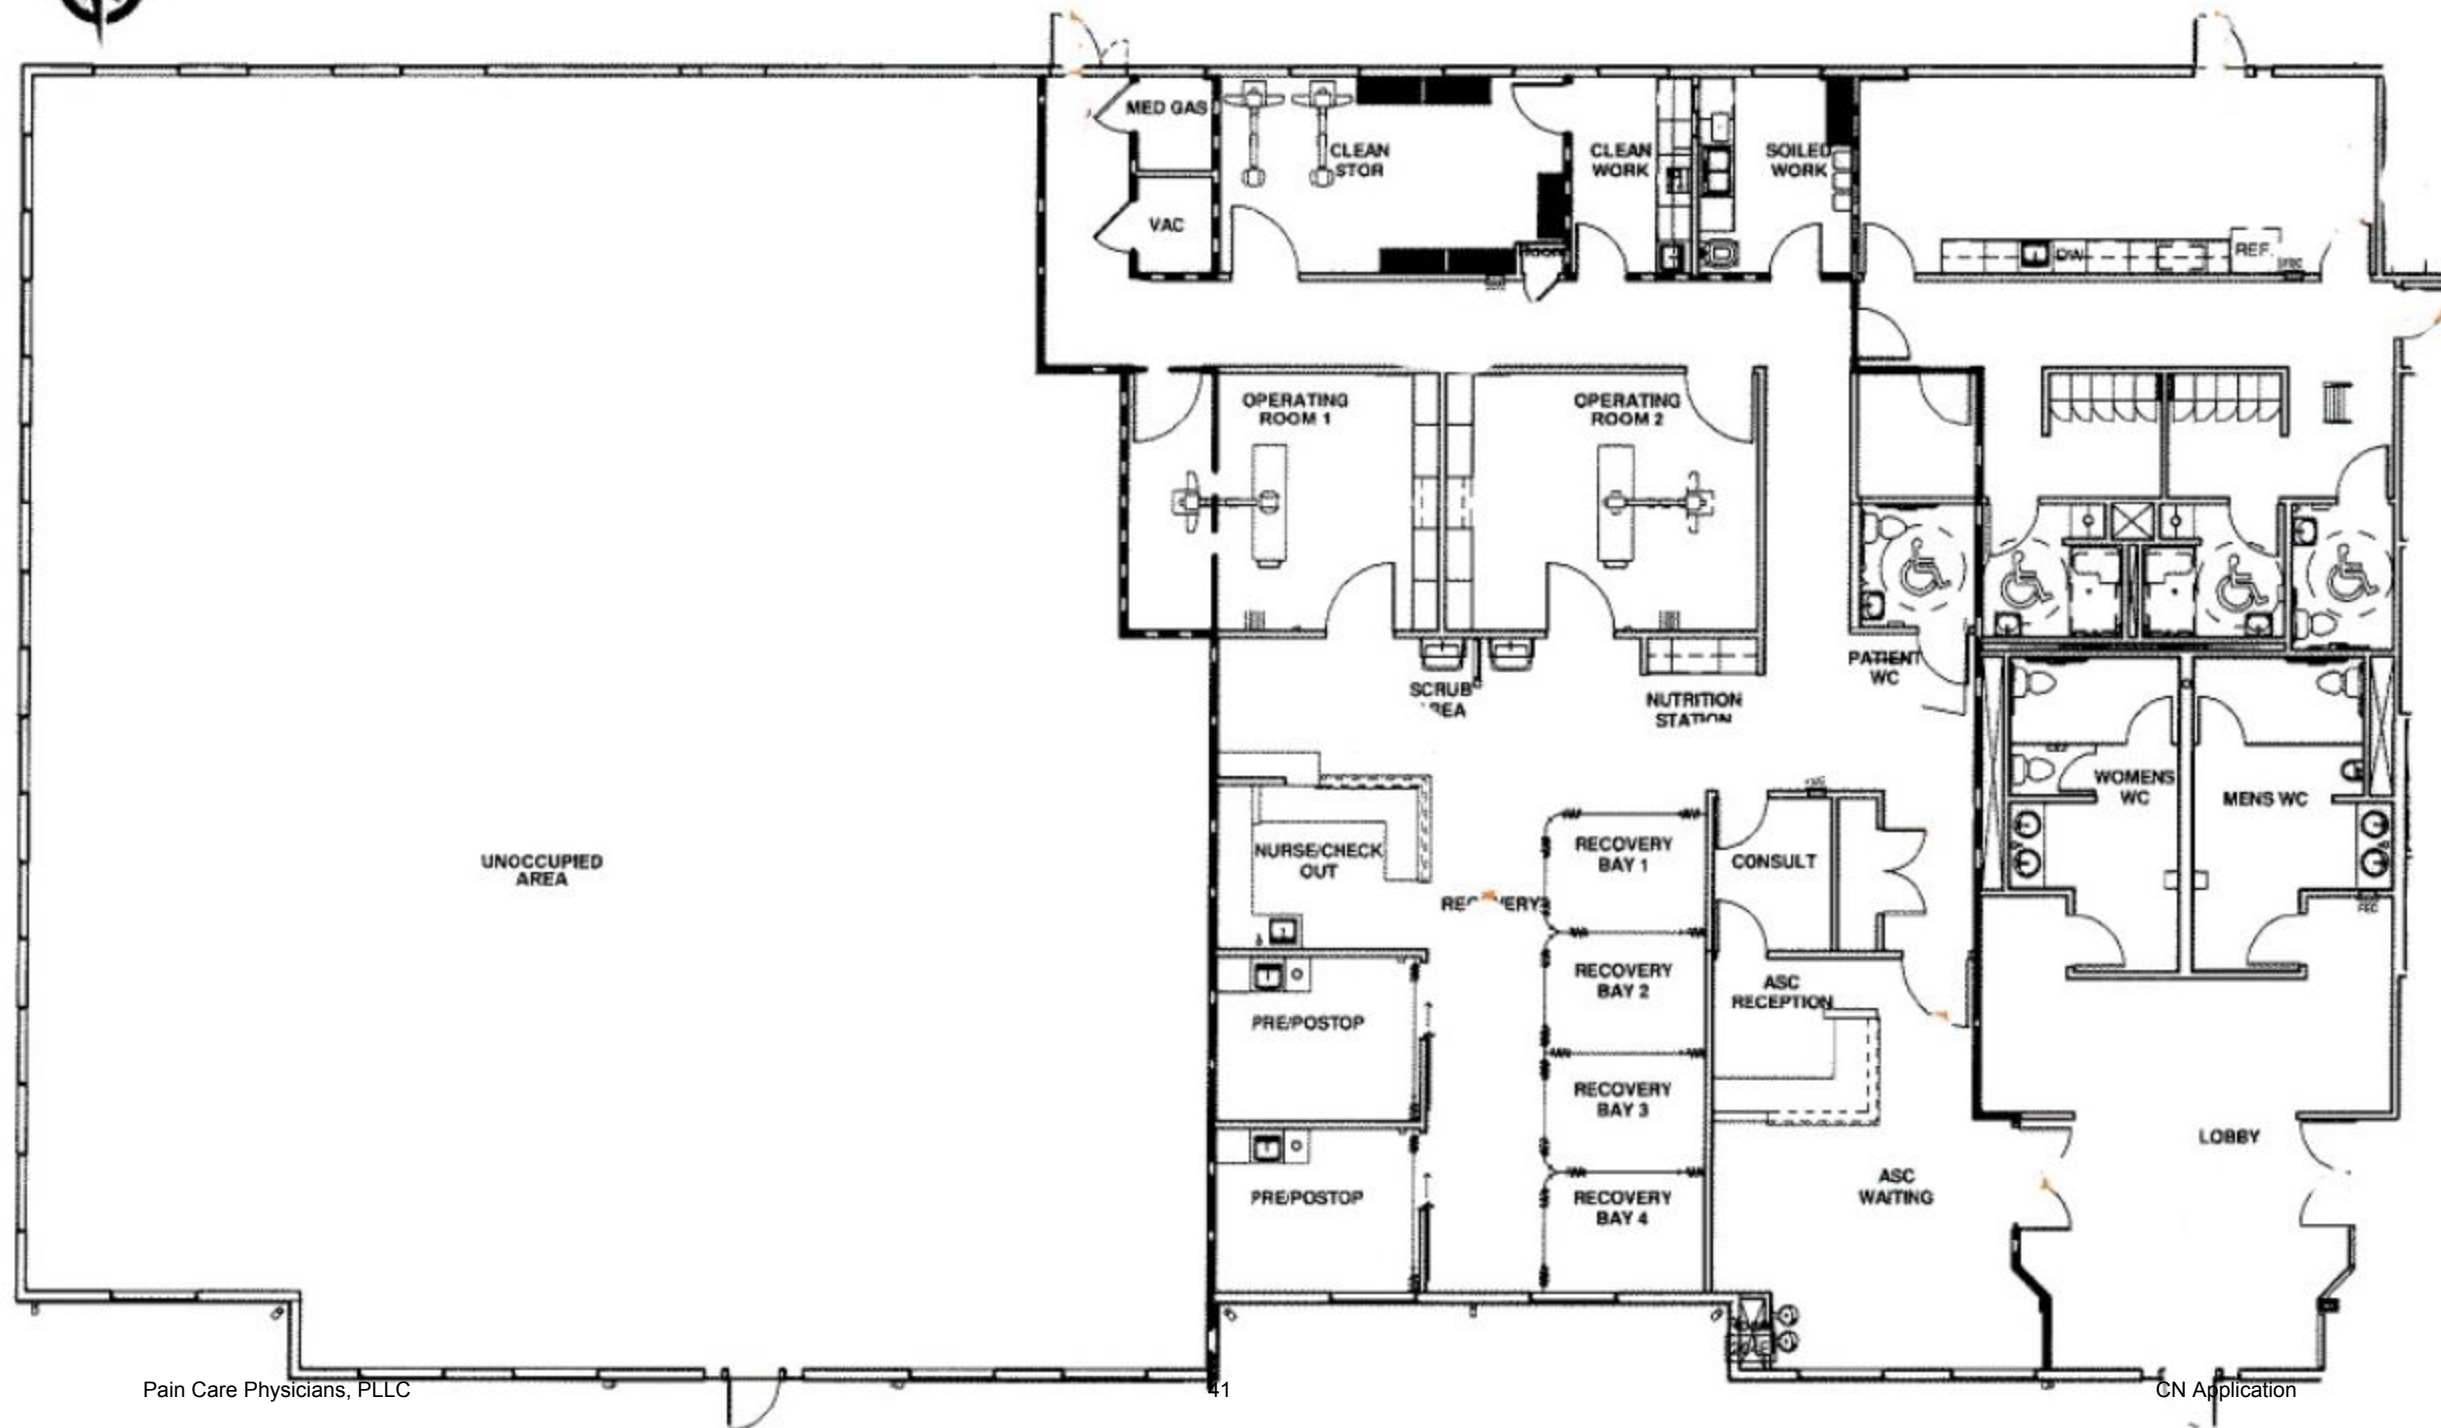 MED GAS
VAC
CLEAN
STOR
CLEAN
WORK
SOILED
WORK
DW
REF.
OPERATING
ROOM 1
OPERATING
ROOM 2
SCRUB
NUTRITION
STATION
PATIENT
WC
WOMENS
WC
MENS WC
UNOCCUPIED
AREA
NURSE/CHECK
OUT
RECOVERY
BAY 1
CONSULT
FEC
RECOVERY
BAY 2
ASC
RECEPTION
PRE/POSTOP
RECOVERY
BAY 3
LOBBY
PRE/POSTOP
RECOVERY
BAY 4
ASC
WAITING
Pain Care Physicians, PLLC
41
CN Application